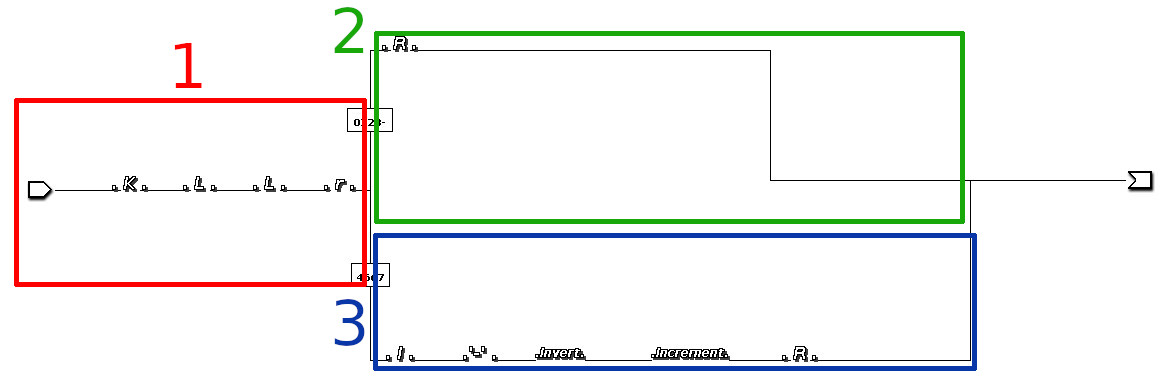 1
2
3
.R.
0123-
.K. .L. .L. .r.
4567
.l. .'-'. .Invert. .Increment. .R.